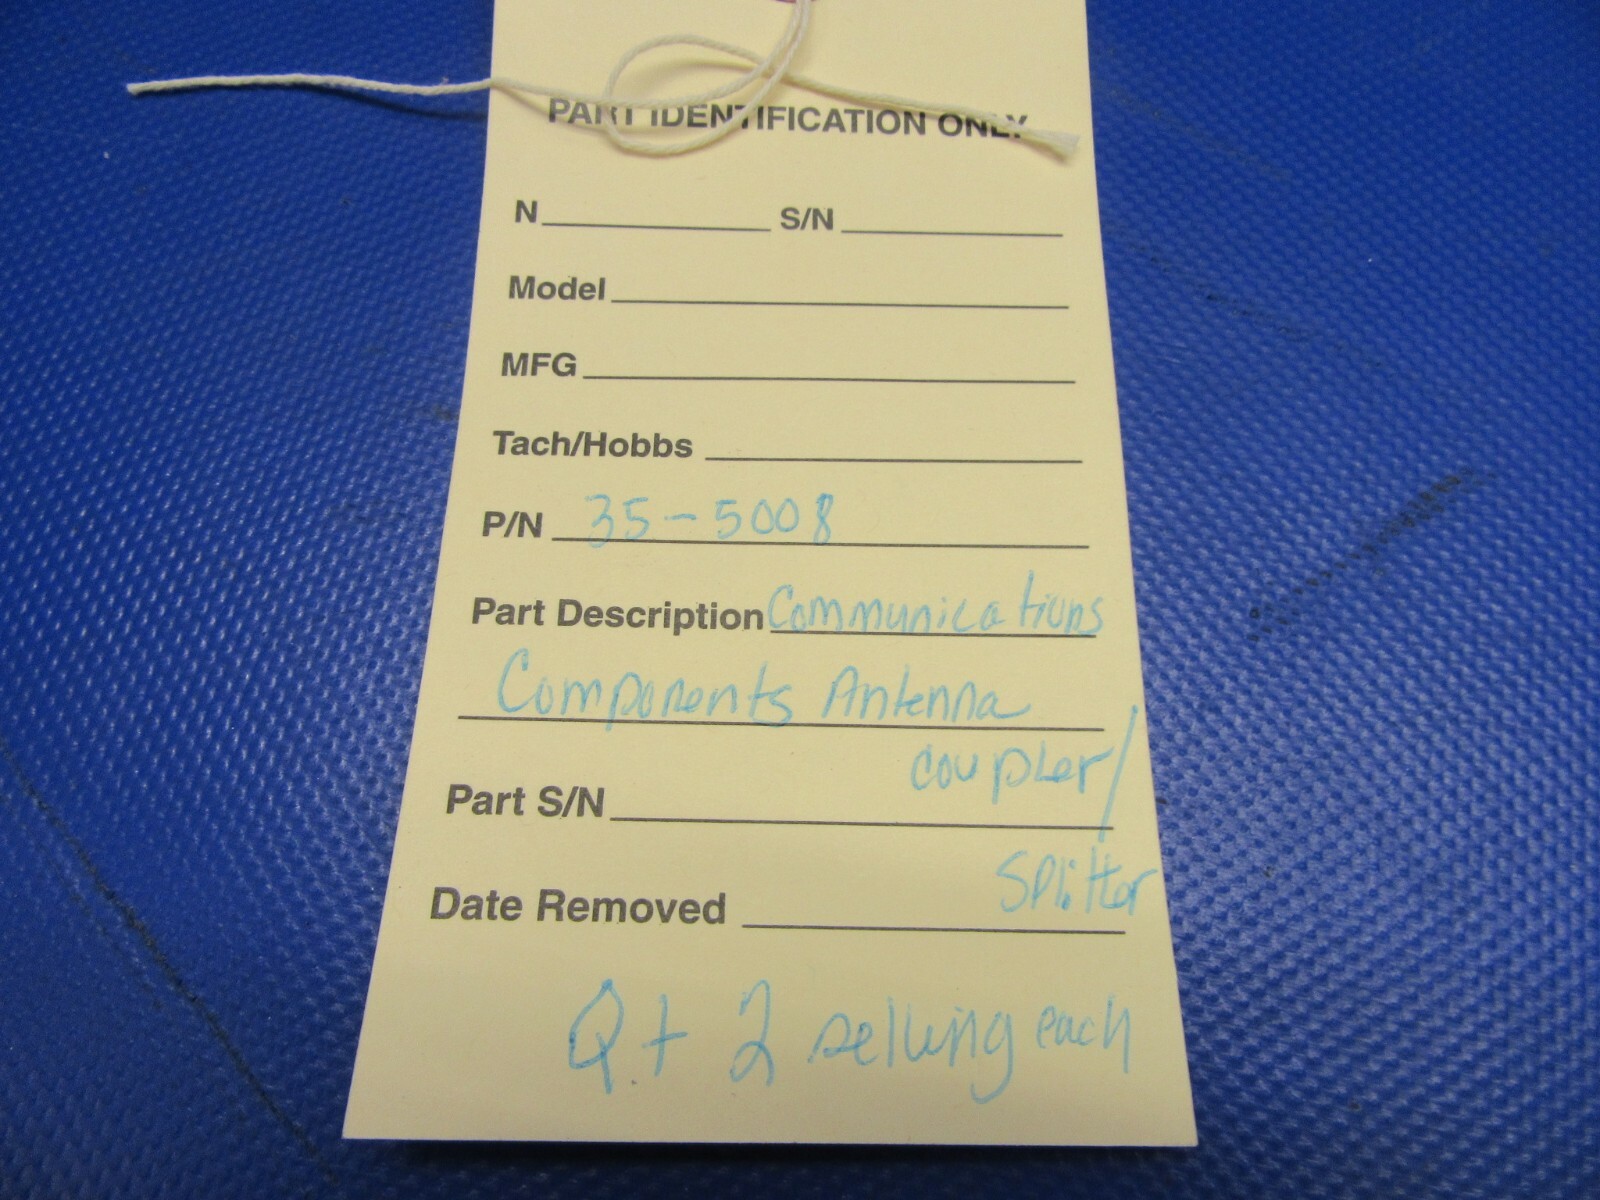 PART IDENTIFICATION ONLY
N S/N
Model
MFG
Tach/Hobbs
P/N 35-5008
Part Description Communications
Components Antenna
coupler/
Part S/N
Splitter
Date Removed
Qt 2 selling each